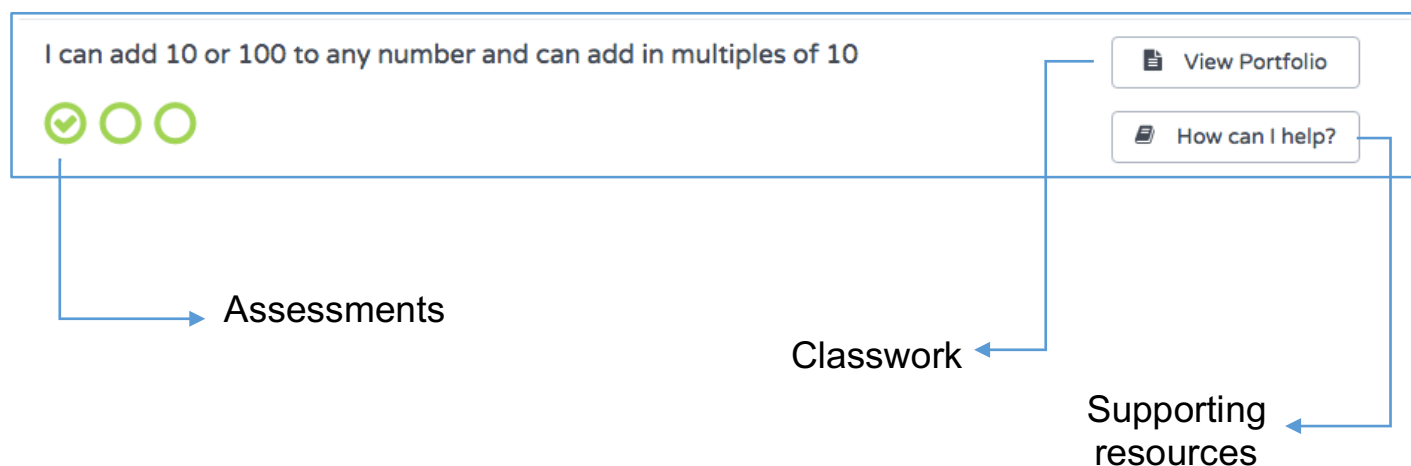 I can add 10 or 100 to any number and can add in multiples of 10
View Portfolio
How can I help?
Assessments
Classwork
Supporting
resources